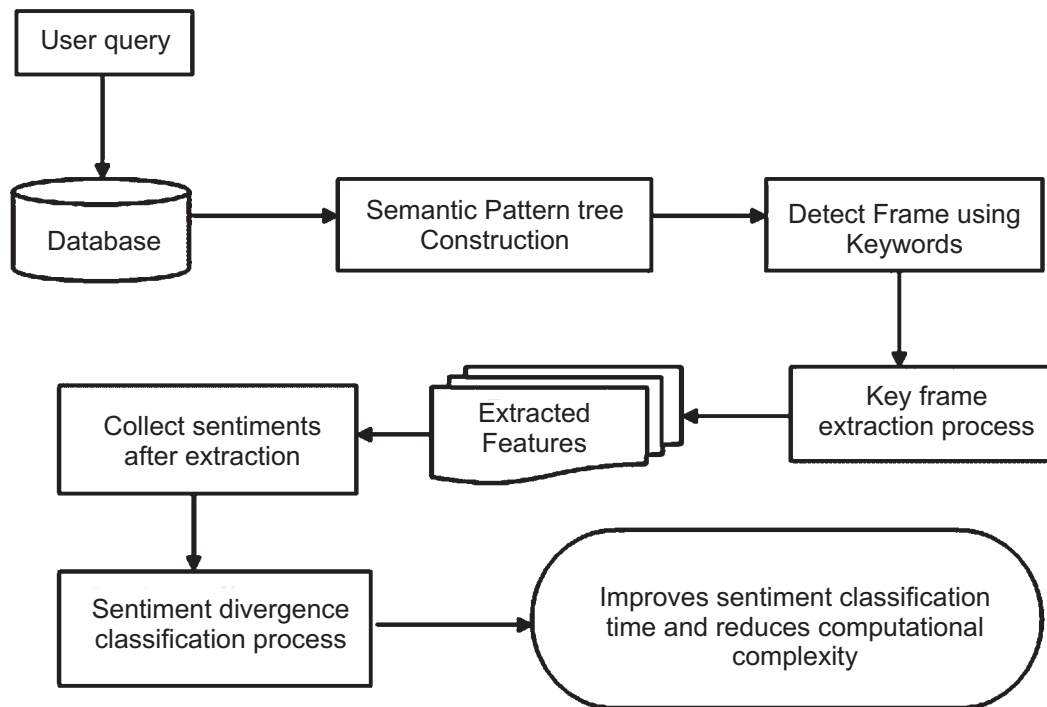 User query
Database
Semantic Pattern tree
Construction
Detect Frame using
Keywords
Key frame
extraction process
Extracted
Features
Collect sentiments
after extraction
Sentiment divergence
classification process
Improves sentiment classification
time and reduces computational
complexity